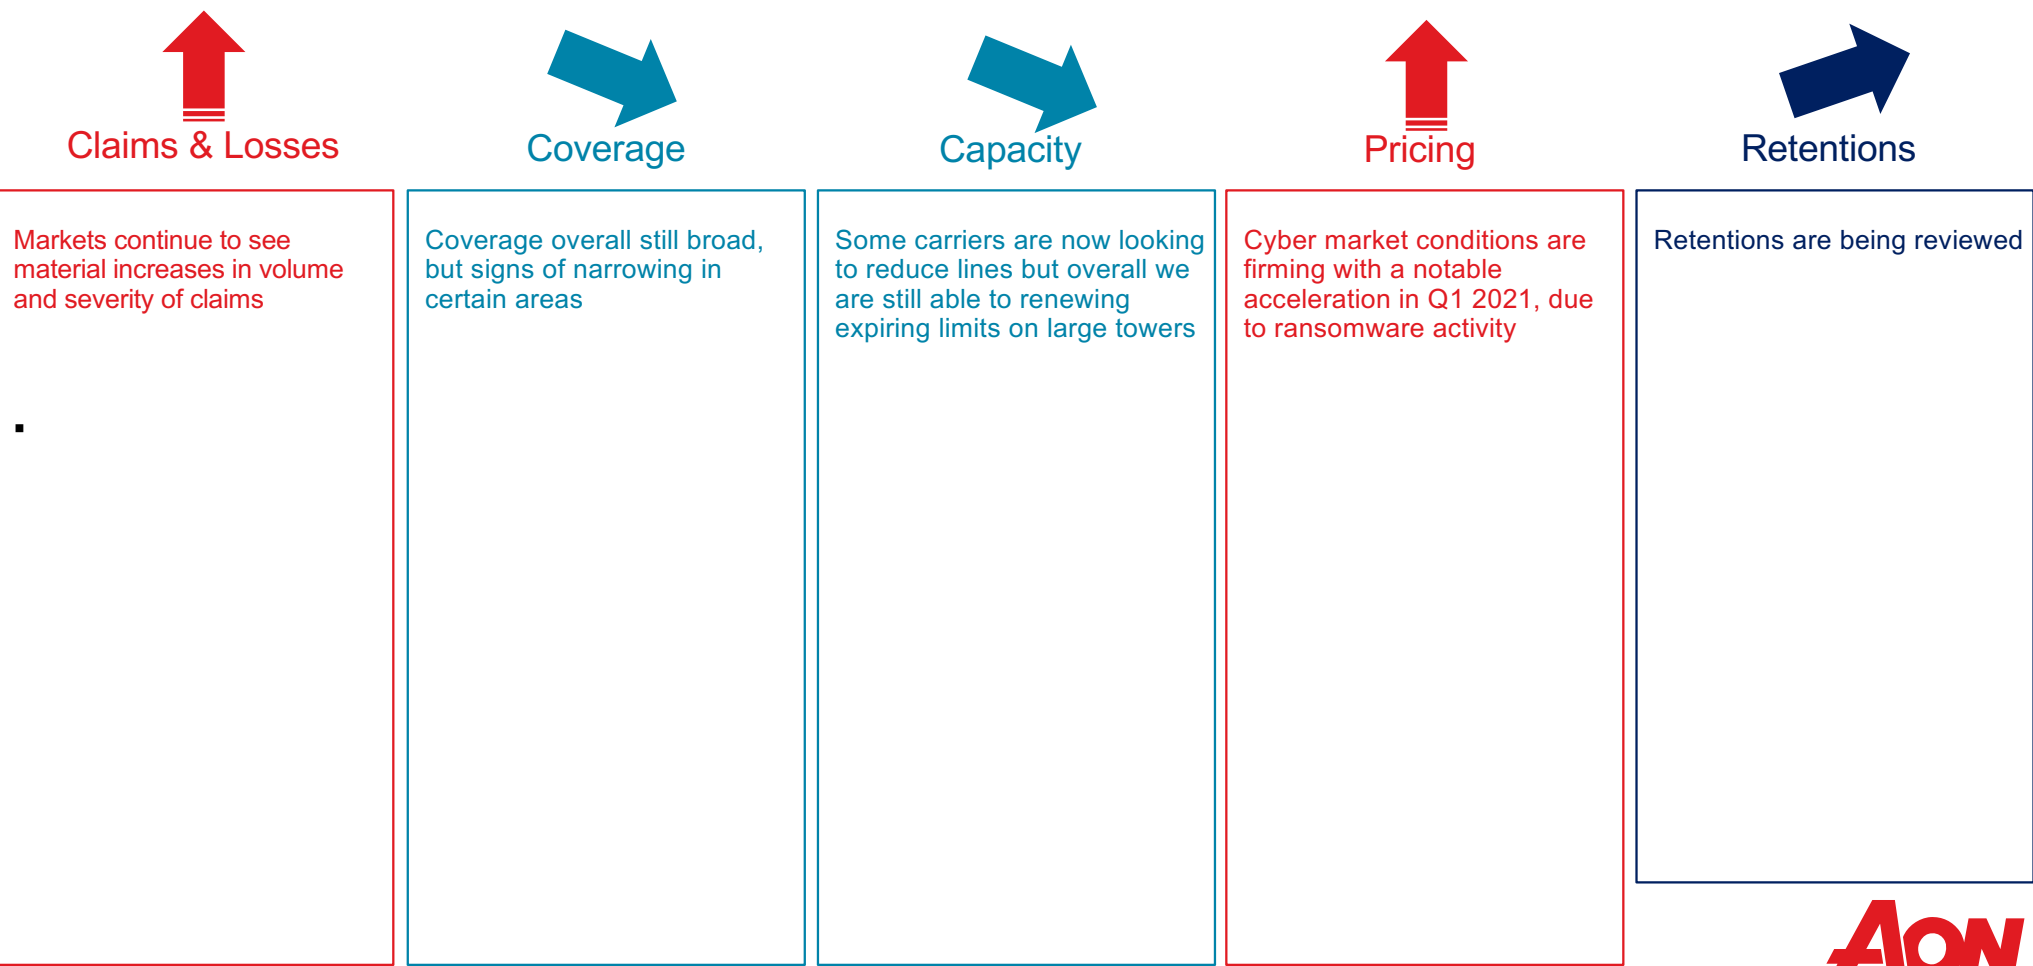 Claims & Losses
Coverage
Capacity
Pricing
Retentions
Markets continue to see
material increases in volume
and severity of claims
Coverage overall still broad,
but signs of narrowing in
certain areas
Some carriers are now looking
to reduce lines but overall we
are still able to renewing
expiring limits on large towers
Cyber market conditions are
firming with a notable
acceleration in Q1 2021, due
to ransomware activity
Retentions are being reviewed
AON